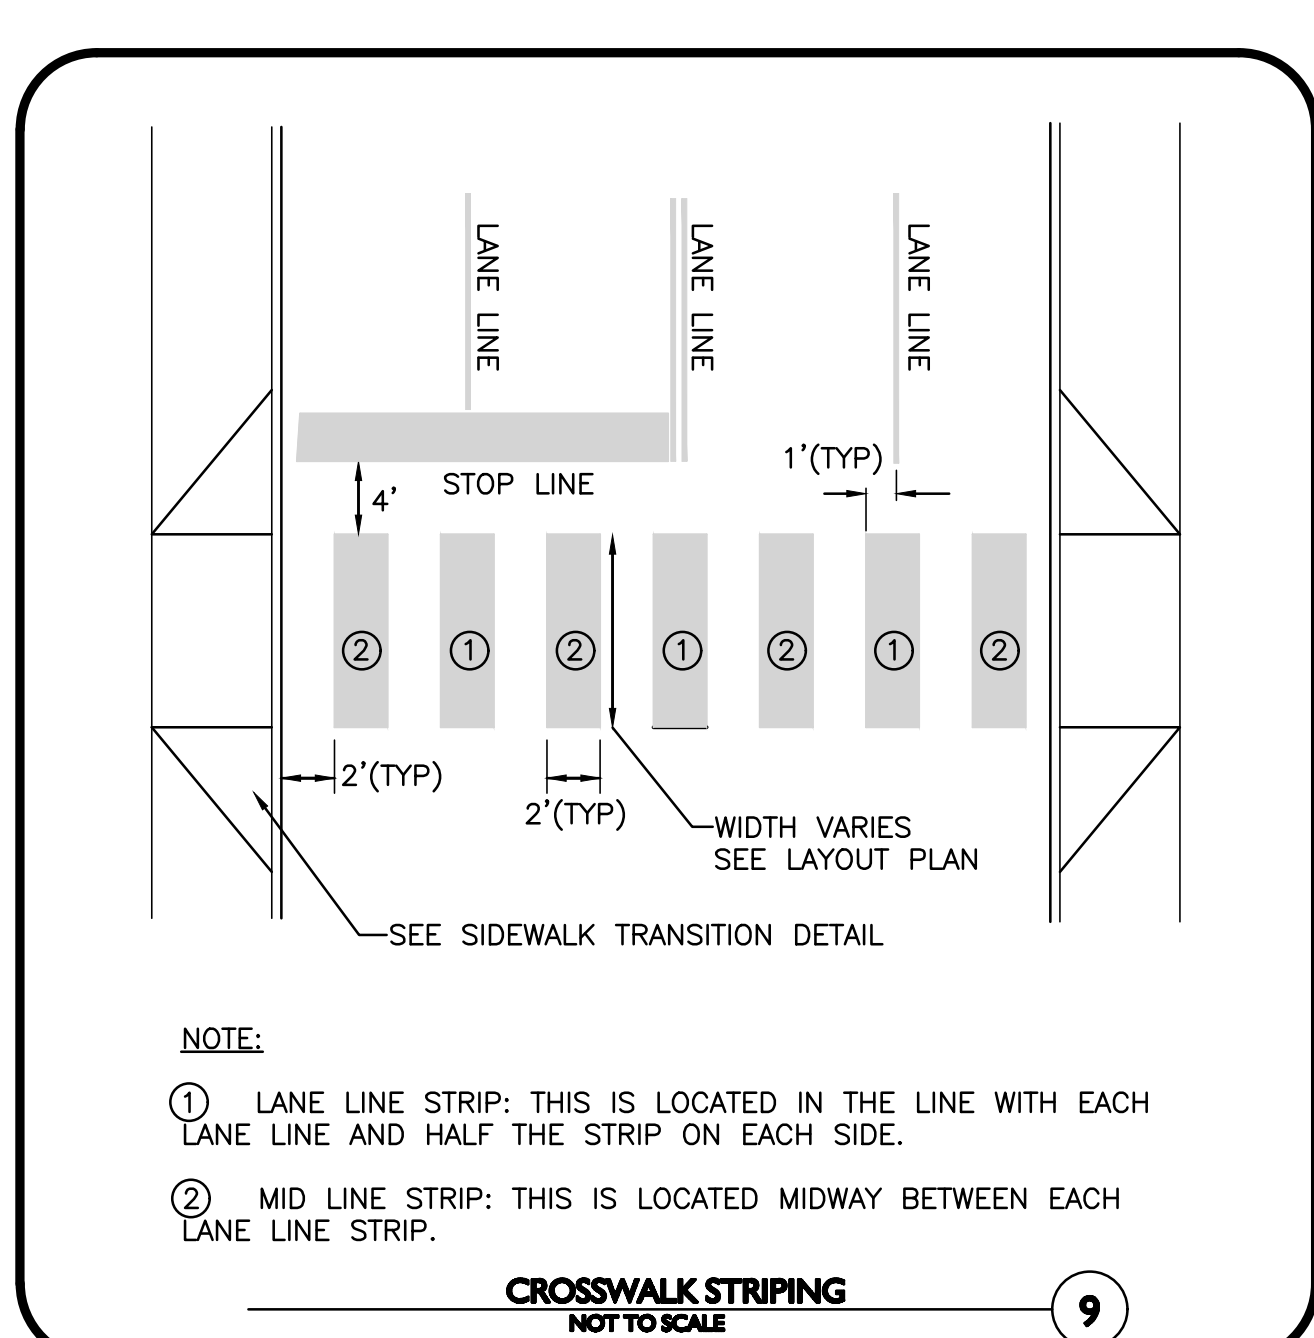 LANE LINE
LANE LINE
LANE LINE
1'(TYP)
STOP LINE
4'
2 1 2 1 2 1 2
2'(TYP)
2'(TYP)
WIDTH VARIES
SEE LAYOUT PLAN
SEE SIDEWALK TRANSITION DETAIL
NOTE:
1 LANE LINE STRIP: THIS IS LOCATED IN THE LINE WITH EACH
LANE LINE AND HALF THE STRIP ON EACH SIDE.
2 MID LINE STRIP: THIS IS LOCATED MIDWAY BETWEEN EACH
LANE LINE STRIP.
CROSSWALK STRIPING
NOT TO SCALE
9